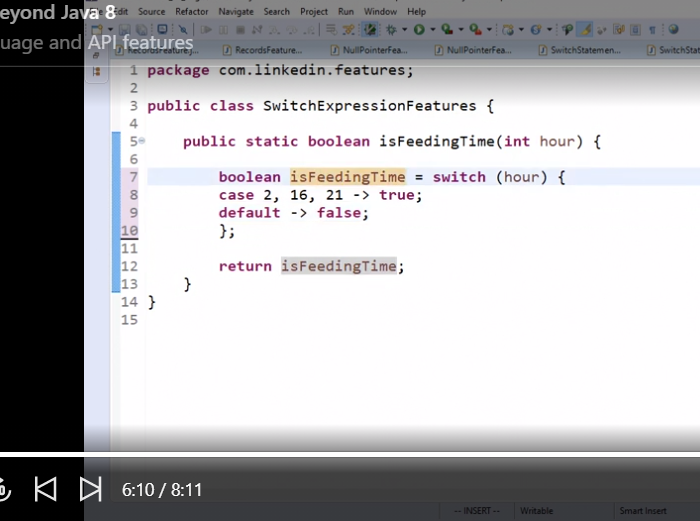 eyond Java 8
Edit Source Refactor Navigate Search Project Run Window Help
uage and API features
RecordsFeature.j... RecordsFeature... NullPointerFea... NullPointerFea... SwitchStatemen... SwitchStat
1 package com.linkedin.features;
2
3 public class SwitchExpressionFeatures {
4
5 public static boolean isFeedingTime(int hour) {
6
7 boolean isFeedingTime = switch (hour) {
8 case 2, 16, 21 -> true;
9 default -> false;
10 };
11
12 return isFeedingTime;
13 }
14 }
15
6:10 / 8:11
-- INSERT -- Writable Smart Insert